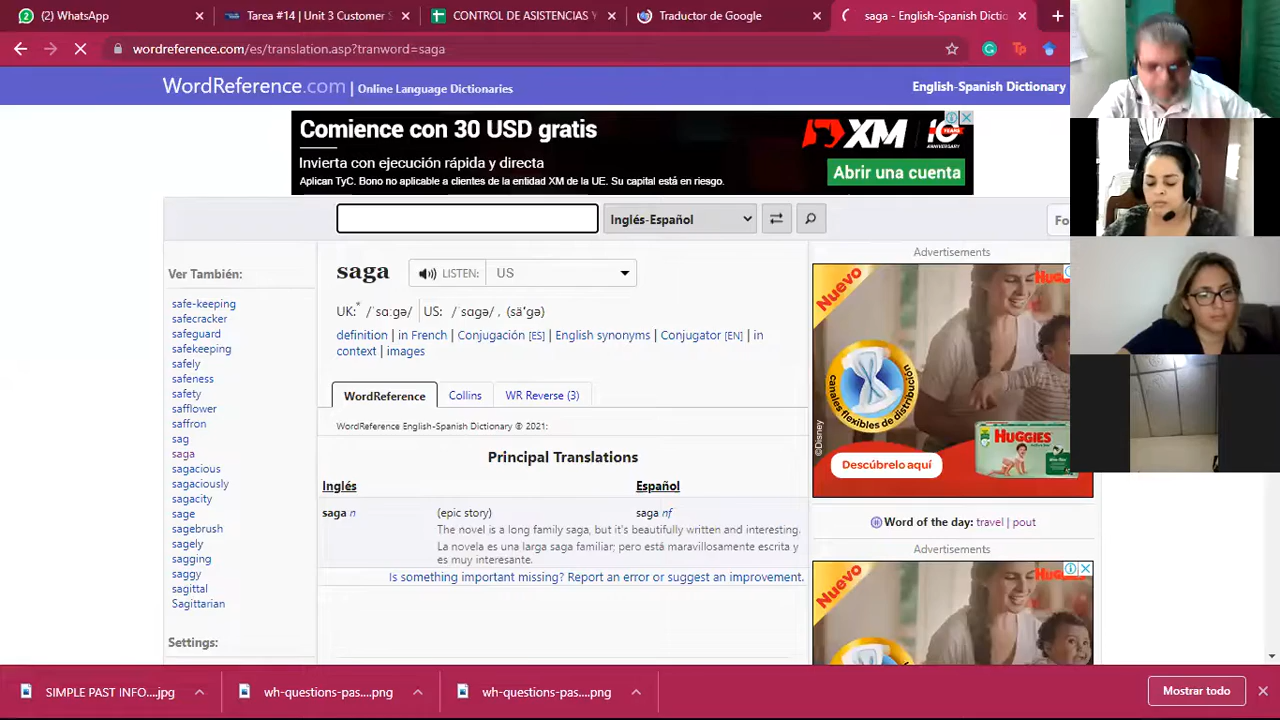 (2) WhatsApp
Tarea #14 | Unit 3 Customer S
CONTROL DE ASISTENCIAS Y
Traductor de Google
saga - English-Spanish Dictio
wordreference.com/es/translation.asp?tranword=saga
WordReference.com | Online Language Dictionaries
English-Spanish Dictionary
Comience con 30 USD gratis
Invierta con ejecución rápida y directa
Aplican TyC. Bono no aplicable a clientes de la entidad XM de la UE. Su capital está en riesgo.
XM
10 YEARS
ANNIVERSARY
Abrir una cuenta
Inglés-Español
Fo
Ver También:
safe-keeping
safecracker
safeguard
safekeeping
safely
safeness
safety
safflower
saffron
sag
saga
sagacious
sagaciously
sagacity
sage
sagebrush
sagely
sagging
saggy
sagittal
Sagittarian
Settings:
saga
LISTEN:
US
UK:* /ˈsɑːgə/ US: /ˈsɑgə/ , (säʹgə)
definition | in French | Conjugación [ES] | English synonyms | Conjugator [EN] | in
context | images
WordReference
Collins
WR Reverse (3)
WordReference English-Spanish Dictionary © 2021:
Principal Translations
Inglés
Español
saga n
(epic story)
saga nf
The novel is a long family saga, but it's beautifully written and interesting.
La novela es una larga saga familiar; pero está maravillosamente escrita y
es muy interesante.
Is something important missing? Report an error or suggest an improvement.
Advertisements
Nuevo
HUGG
canales flexibles de distribución
©Disney
HUGGIES
Descúbrelo aquí
Word of the day: travel | pout
Advertisements
Nuevo
HUGG
SIMPLE PAST INFO....jpg
wh-questions-pas....png
wh-questions-pas....png
Mostrar todo